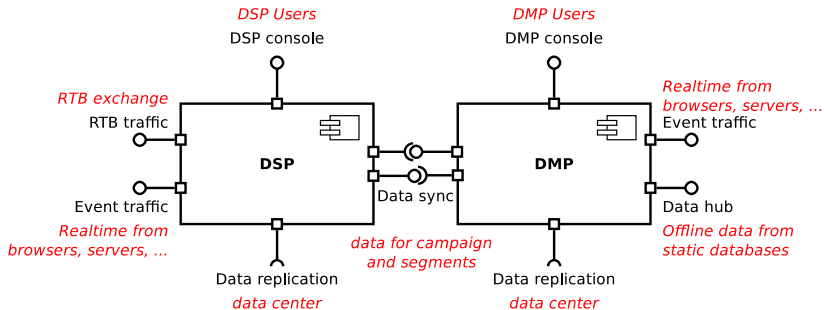 DSP Users
DSP console
DMP Users
DMP console
RTB exchange
RTB traffic
Realtime from
browsers, servers, ...
Event traffic
DSP
DMP
Event traffic
Realtime from
browsers, servers, ...
Data sync
data for campaign
and segments
Data hub
Offline data from
static databases
Data replication
data center
Data replication
data center